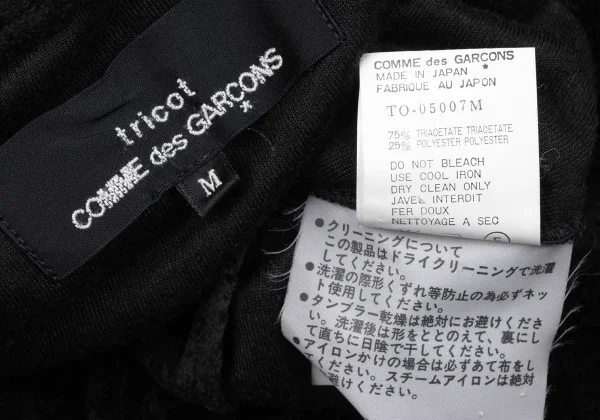 tricot
COMME des GARÇONS
*
M
COMME des GARCONS
*
MADE IN JAPAN
FABRIQUE AU JAPON
TO-05007M
75% TRIACETATE TRIACETATE
25% POLYESTER POLYESTER
DO NOT BLEACH
USE COOL IRON
DRY CLEAN ONLY
JAVEL INTERDIT
FER DOUX
NETTOYAGE A SEC
●クリーニングについて
この製品はドライクリーニングで洗濯
してください。
●洗濯の際形くずれ等防止の為必ずネッ
ト使用してください。
●タンブラー乾燥は絶対にお避けくださ
い。洗濯後は形をととのえて、裏にし
て直ちに日陰で干してください。
●アイロンかけの場合は必ずあて布をし
てください。スチームアイロンは絶対
避けください。